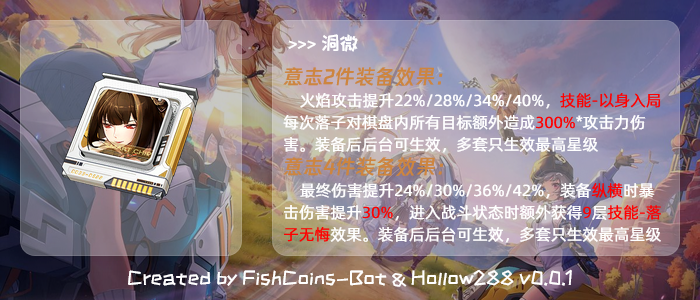 >>> 洞微
意志2件装备效果：
火焰攻击提升22%/28%/34%/40%，技能-以身入局
每次落子对棋盘内所有目标额外造成300%*攻击力伤
害。装备后后台可生效，多套只生效最高星级
意志4件装备效果：
最终伤害提升24%/30%/36%/42%，装备纵横时暴
击伤害提升30%，进入战斗状态时额外获得9层技能-落
子无悔效果。装备后后台可生效，多套只生效最高星级
Created by FishCoins-Bot & Hollow288 v0.0.1